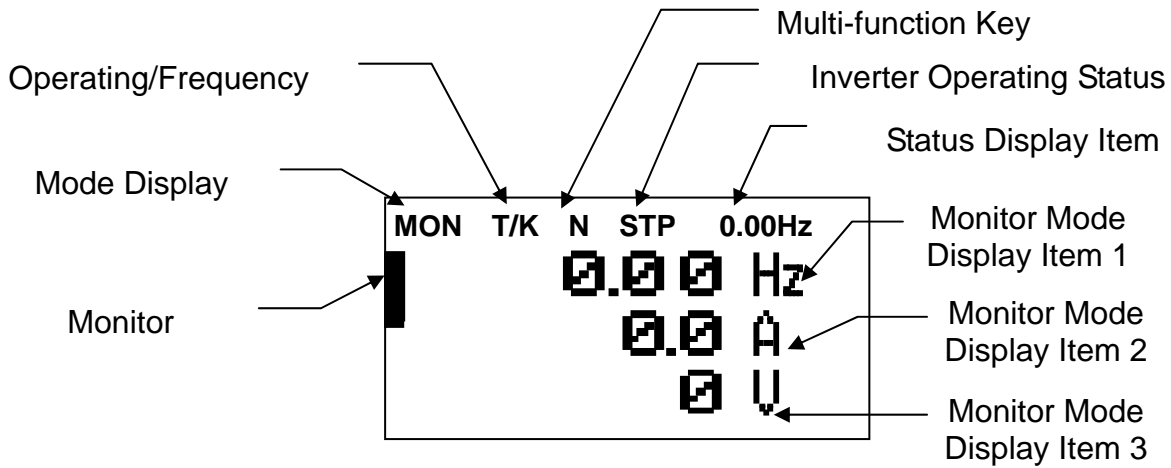 Multi-function Key
Operating/Frequency
Inverter Operating Status
Status Display Item
Mode Display
MON T/K N STP 0.00Hz
Monitor Mode
Display Item 1
0.00 Hz
Monitor
0.0 A
Monitor Mode
Display Item 2
0 V
Monitor Mode
Display Item 3